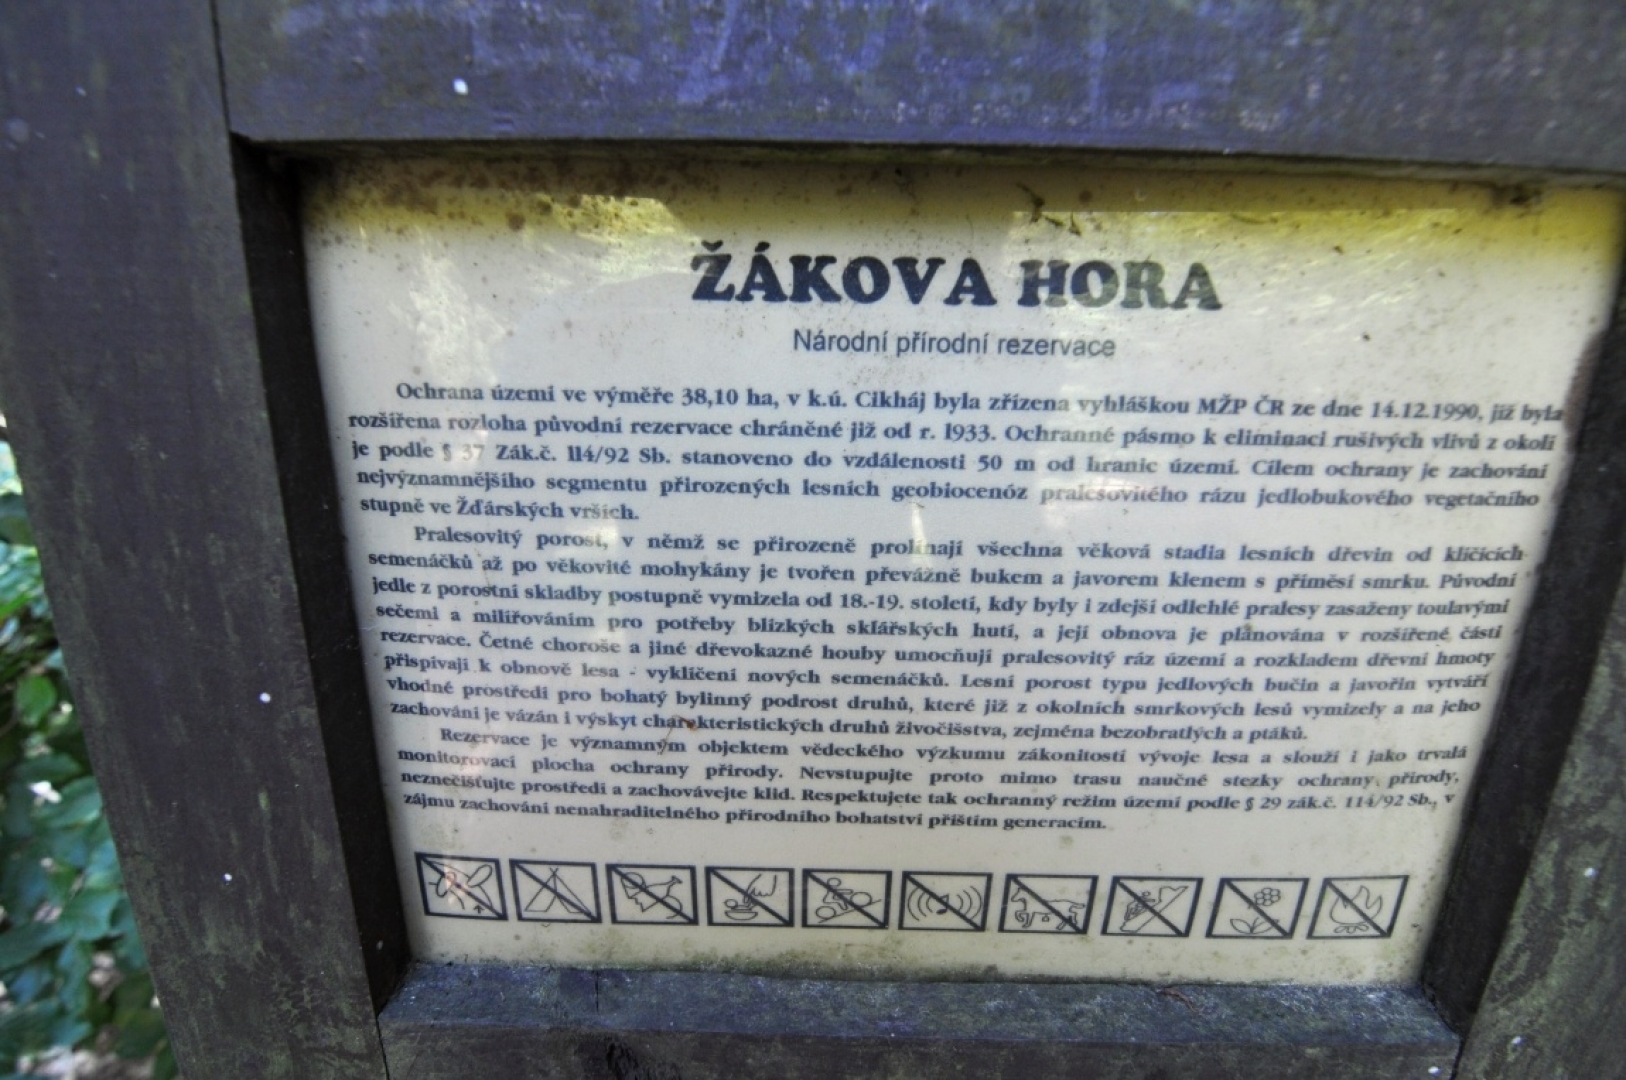 ŽÁKOVA HORA
Národní přírodní rezervace
Ochrana území ve výměře 38,10 ha, v k.ú. Cikháj byla zřízena vyhláškou MŽP ČR ze dne 14.12.1990, jíž byla
rozšířena rozloha původní rezervace chráněné již od r. 1933. Ochranné pásmo k eliminaci rušivých vlivů z okolí
je podle § 37 Zák.č. 114/92 Sb. stanoveno do vzdálenosti 50 m od hranic území. Cílem ochrany je zachování
nejvýznamnějšího segmentu přirozených lesních geobiocenóz pralesovitého rázu jedlobukového vegetačního
stupně ve Žďárských vrších.
Pralesovitý porost, v němž se přirozeně prolínají všechna věková stadia lesních dřevin od klíčících
semenáčků až po věkovité mohykány je tvořen převážně bukem a javorem klenem s příměsí smrku. Původní
jedle z porostní skladby postupně vymizela od 18.-19. století, kdy byly i zdejší odlehlé pralesy zasaženy toulavými
sečemi a milířováním pro potřeby blízkých sklářských hutí, a její obnova je plánována v rozšířené části
rezervace. Četné choroše a jiné dřevokazné houby umocňují pralesovitý ráz území a rozkladem dřevní hmoty
přispívají k obnově lesa - vyklíčení nových semenáčků. Lesní porost typu jedlových bučin a javořin vytváří
vhodné prostředí pro bohatý bylinný podrost druhů, které již z okolních smrkových lesů vymizely a na jeho
zachování je vázán i výskyt charakteristických druhů živočišstva, zejména bezobratlých a ptáků.
Rezervace je významným objektem vědeckého výzkumu zákonitostí vývoje lesa a slouží i jako trvalá
monitorovací plocha ochrany přírody. Nevstupujte proto mimo trasu naučné stezky ochrany přírody,
neznečišťujte prostředí a zachovávejte klid. Respektujete tak ochranný režim území podle § 29 zák.č. 114/92 Sb., v
zájmu zachování nenahraditelného přírodního bohatství příštím generacím.